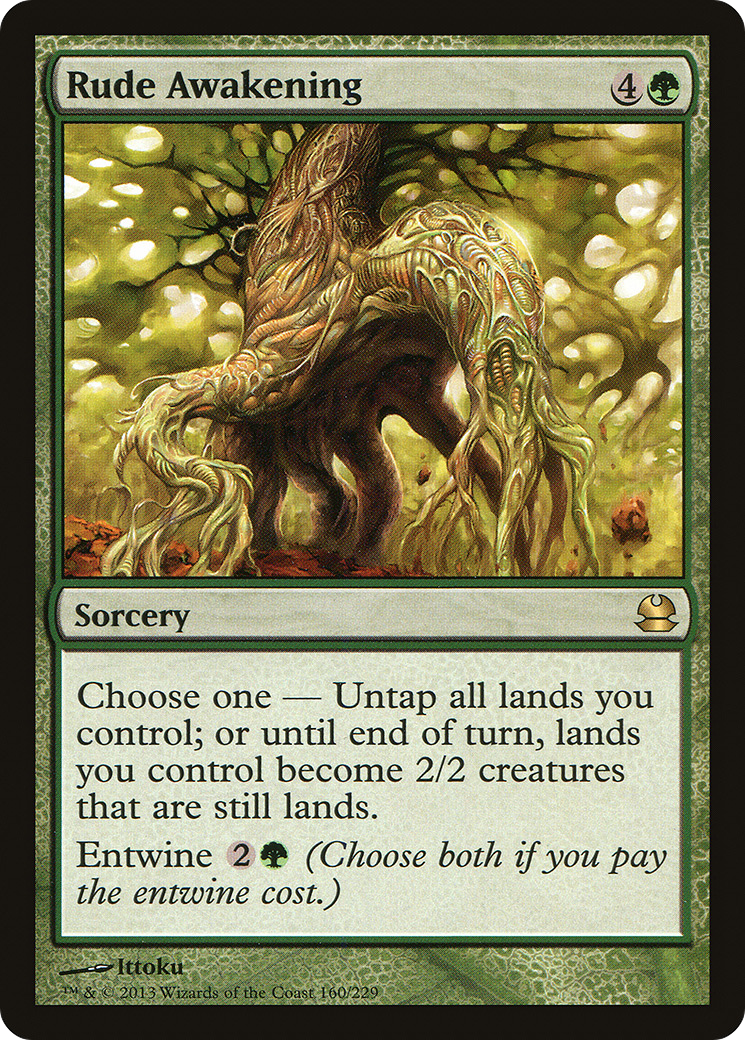 Rude Awakening 4
Sorcery
Choose one — Untap all lands you
control; or until end of turn, lands
you control become 2/2 creatures
that are still lands.
Entwine 2 (Choose both if you pay
the entwine cost.)
Ittoku
™ & © 2013 Wizards of the Coast 160/229